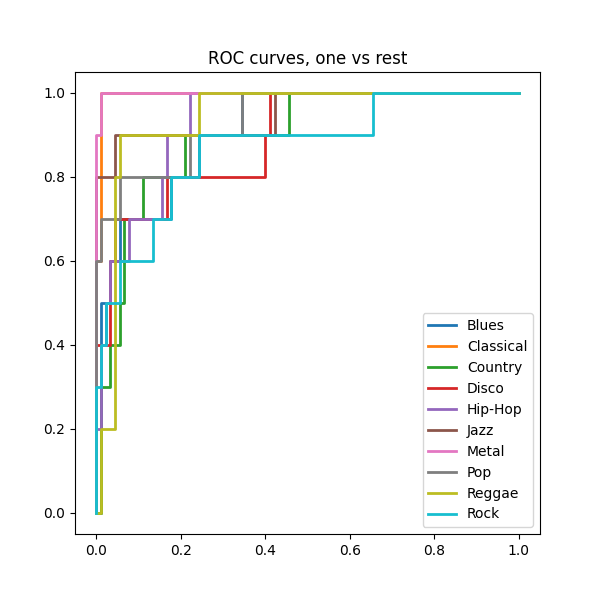 ROC curves, one vs rest
1.0
0.8
0.6
0.4
0.2
0.0
Blues
Classical
Country
Disco
Hip-Hop
Jazz
Metal
Pop
Reggae
Rock
0.0 0.2 0.4 0.6 0.8 1.0